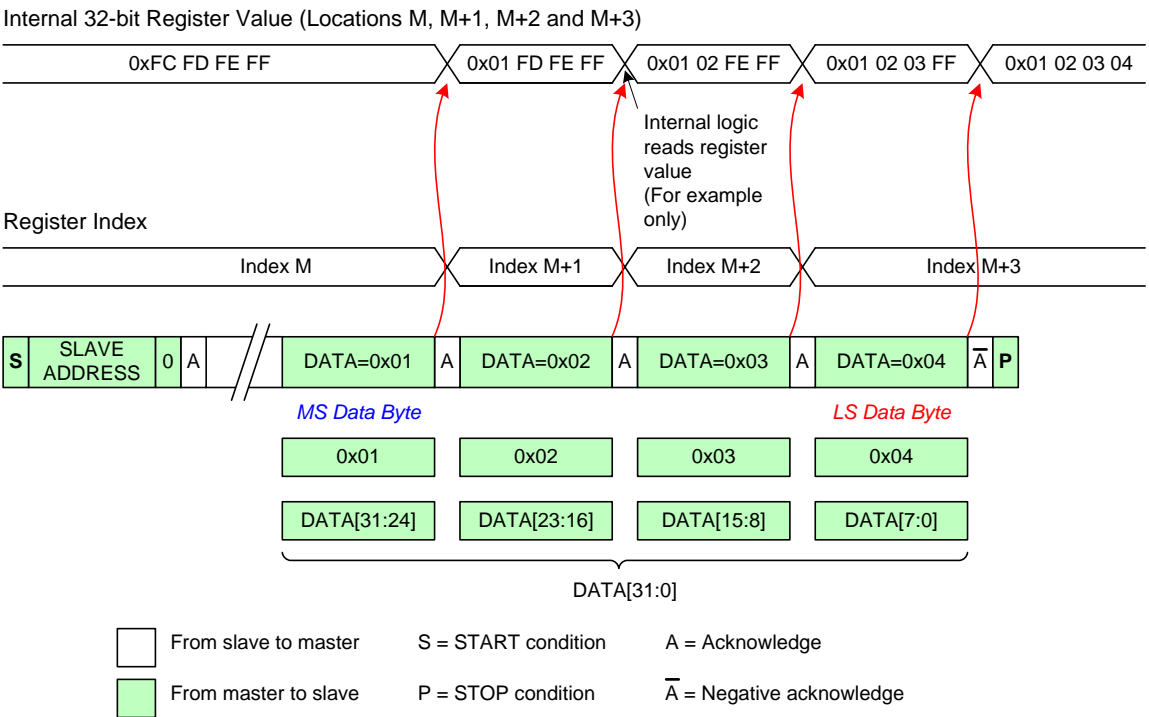 Internal 32-bit Register Value (Locations M, M+1, M+2 and M+3)
0xFC FD FE FF 0x01 FD FE FF 0x01 02 FE FF 0x01 02 03 FF 0x01 02 03 04
Internal logic
reads register
value
(For example
only)
Register Index
Index M Index M+1 Index M+2 Index M+3
S SLAVE ADDRESS 0 A DATA=0x01 A DATA=0x02 A DATA=0x03 A DATA=0x04 A̅ P
MS Data Byte LS Data Byte
0x01 0x02 0x03 0x04
DATA[31:24] DATA[23:16] DATA[15:8] DATA[7:0]
DATA[31:0]
From slave to master S = START condition A = Acknowledge
From master to slave P = STOP condition A̅ = Negative acknowledge